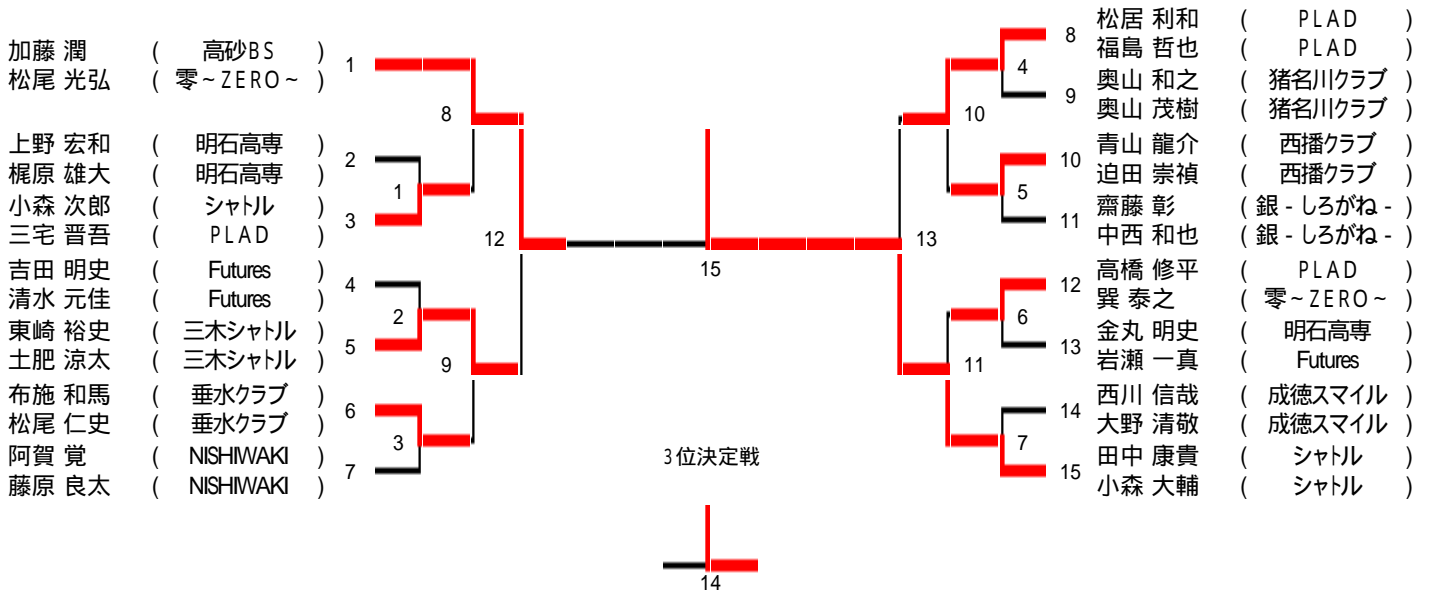 加藤 潤 ( 高砂BS )
松尾 光弘 ( 零~ZERO~ )
1
上野 宏和 ( 明石高専 )
2
梶原 雄大 ( 明石高専 )
小森 次郎 ( シャトル )
3
三宅 晋吾 ( PLAD )
吉田 明史 ( Futures )
4
清水 元佳 ( Futures )
東崎 裕史 ( 三木シャトル )
5
土肥 涼太 ( 三木シャトル )
布施 和馬 ( 垂水クラブ )
6
松尾 仁史 ( 垂水クラブ )
阿賀 覚 ( NISHIWAKI )
7
藤原 良太 ( NISHIWAKI )
8
1
12
2
9
3
15
3位決定戦
14
4
10
5
13
6
11
7
松居 利和 ( PLAD )
8
福島 哲也 ( PLAD )
奥山 和之 ( 猪名川クラブ )
9
奥山 茂樹 ( 猪名川クラブ )
青山 龍介 ( 西播クラブ )
10
迫田 崇禎 ( 西播クラブ )
齋藤 彰 ( 銀-しろがね- )
11
中西 和也 ( 銀-しろがね- )
高橋 修平 ( PLAD )
12
巽 泰之 ( 零~ZERO~ )
金丸 明史 ( 明石高専 )
13
岩瀬 一真 ( Futures )
西川 信哉 ( 成徳スマイル )
14
大野 清敬 ( 成徳スマイル )
田中 康貴 ( シャトル )
15
小森 大輔 ( シャトル )